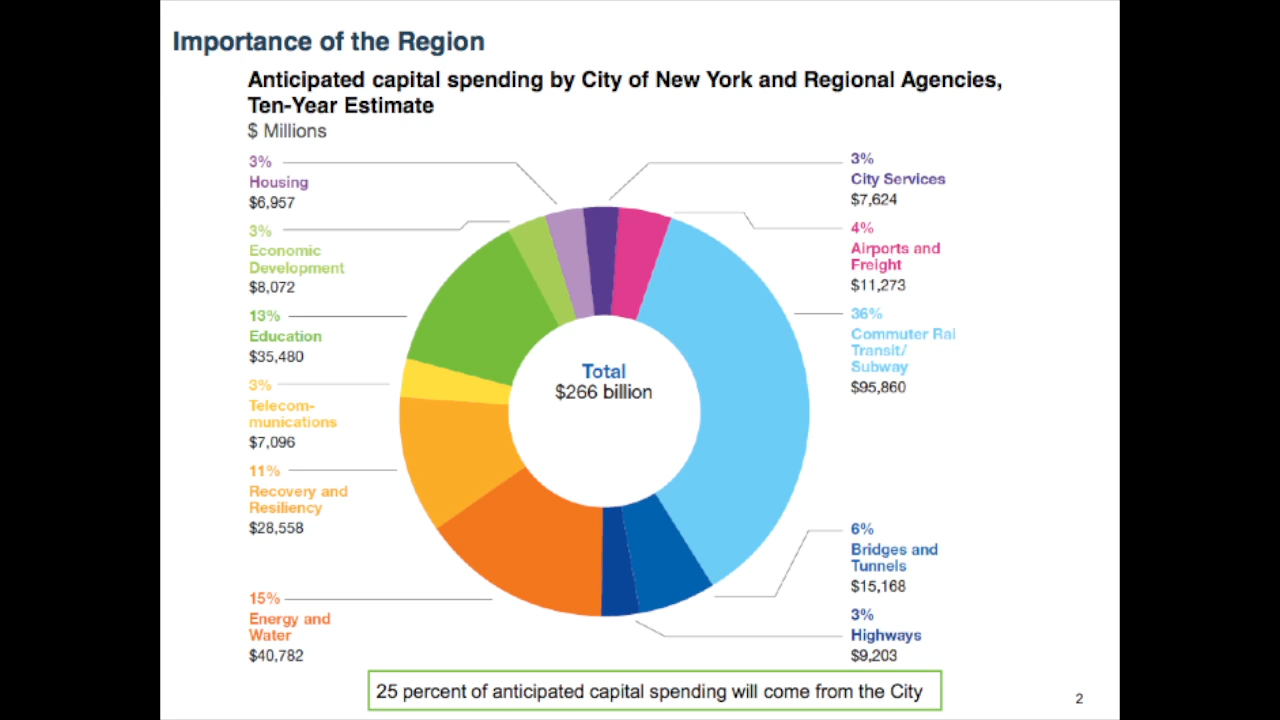 Importance of the Region
Anticipated capital spending by City of New York and Regional Agencies,
Ten-Year Estimate
$ Millions
3%
Housing
$6,957
3%
Economic
Development
$8,072
13%
Education
$35,480
3%
Telecom-
munications
$7,096
11%
Recovery and
Resiliency
$28,558
15%
Energy and
Water
$40,782
Total
$266 billion
3%
City Services
$7,624
4%
Airports and
Freight
$11,273
36%
Commuter Rai
Transit/
Subway
$95,860
6%
Bridges and
Tunnels
$15,168
3%
Highways
$9,203
25 percent of anticipated capital spending will come from the City
2